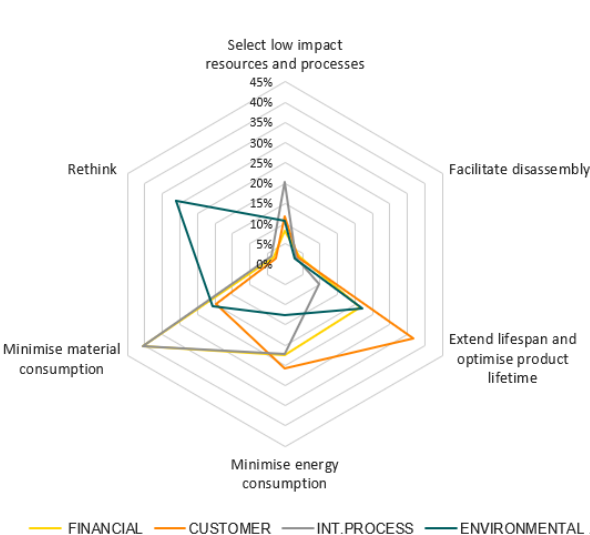 Select low impact
resources and processes
45%
40%
35%
30%
25%
20%
15%
10%
5%
0%
Rethink
Facilitate disassembly
Minimise material
consumption
Extend lifespan and
optimise product
lifetime
Minimise energy
consumption
FINANCIAL CUSTOMER INT.PROCESS ENVIRONMENTAL